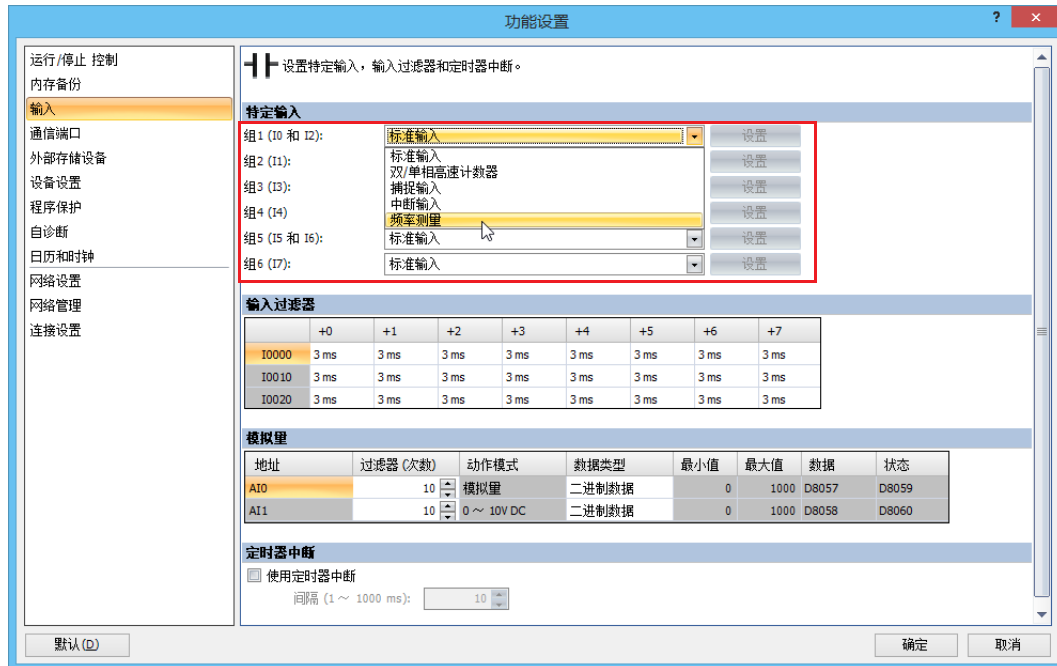 功能设置
?
×
运行/停止 控制
内存备份
输入
通信端口
外部存储设备
设备设置
程序保护
自诊断
日历和时钟
网络设置
网络管理
连接设置
设置特定输入，输入过滤器和定时器中断。
特定输入
组1 (I0 和 I2): 标准输入 设置
组2 (I1): 标准输入 设置
双/单相高速计数器
组3 (I3): 捕捉输入 设置
中断输入
组4 (I4) 频率测量 设置
组5 (I5 和 I6): 标准输入 设置
组6 (I7): 标准输入 设置
输入过滤器
+0 +1 +2 +3 +4 +5 +6 +7
I0000 3 ms 3 ms 3 ms 3 ms 3 ms 3 ms 3 ms 3 ms
I0010 3 ms 3 ms 3 ms 3 ms 3 ms 3 ms 3 ms 3 ms
I0020 3 ms 3 ms 3 ms 3 ms 3 ms 3 ms 3 ms 3 ms
模拟量
地址 过滤器 (次数) 动作模式 数据类型 最小值 最大值 数据 状态
AI0 10 模拟量 二进制数据 0 1000 D8057 D8059
AI1 10 0 ～ 10V DC 二进制数据 0 1000 D8058 D8060
定时器中断
使用定时器中断
间隔 (1 ～ 1000 ms): 10
默认(D) 确定 取消